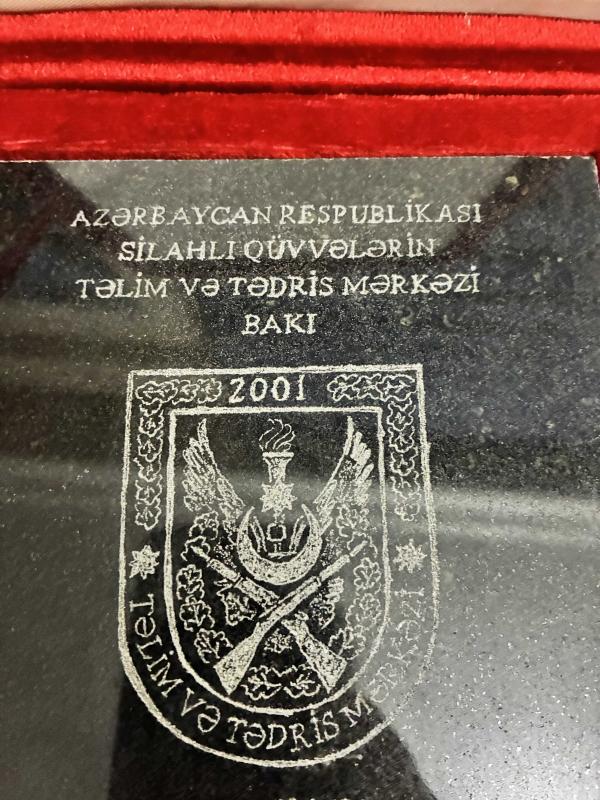 AZƏRBAYCAN RESPUBLİKASI
SİLAHLI QÜVVƏLƏRİN
TƏLİM VƏ TƏDRİS MƏRKƏZİ
BAKI
2001
TƏLİM VƏ TƏDRİS MƏRKƏZİ